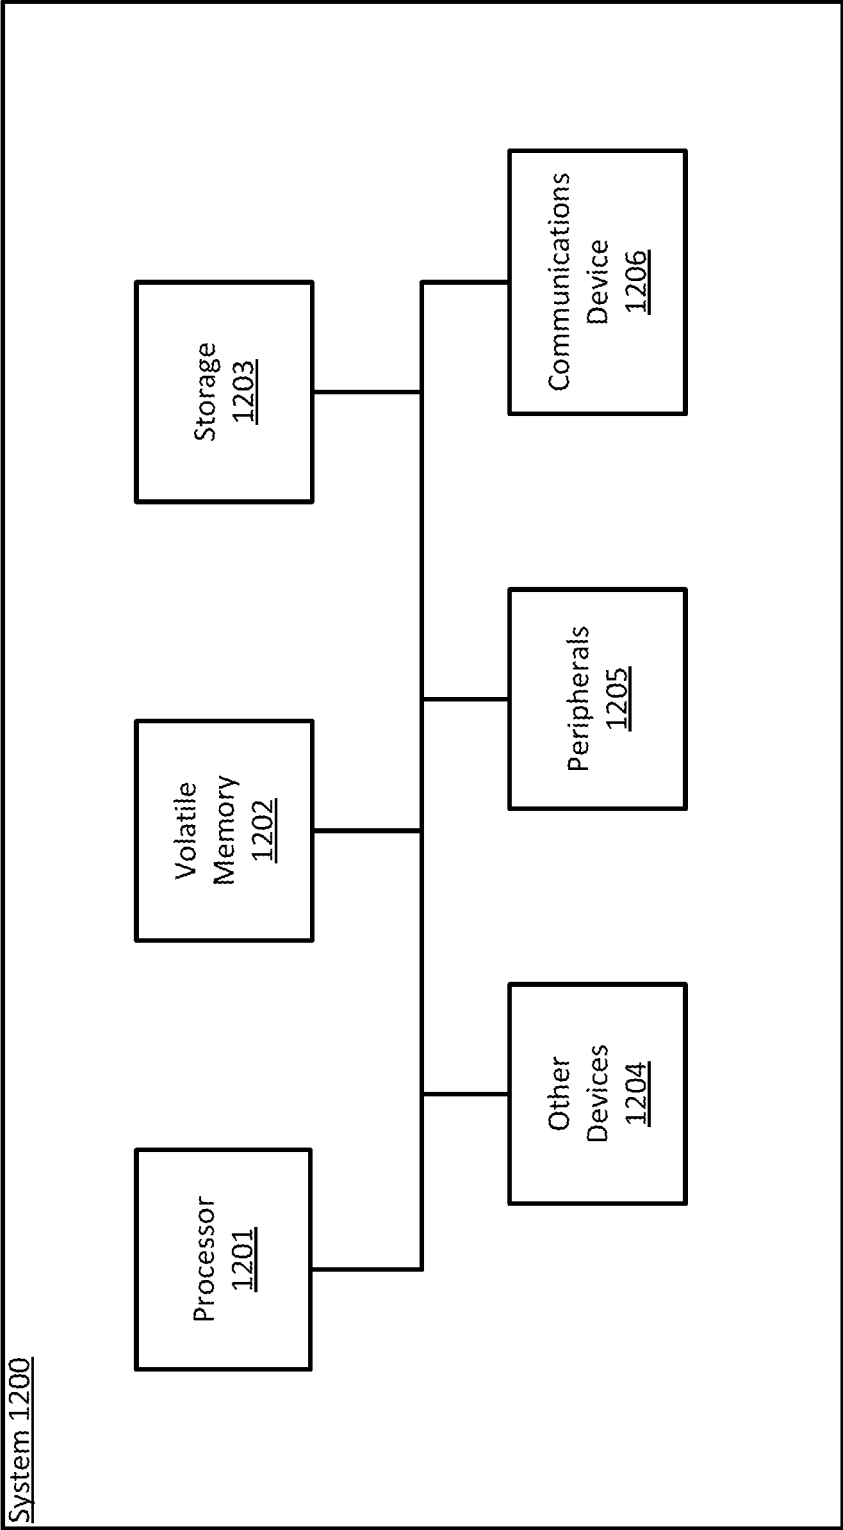 System 1200
Processor
1201
Volatile
Memory
1202
Storage
1203
Other
Devices
1204
Peripherals
1205
Communications
Device
1206